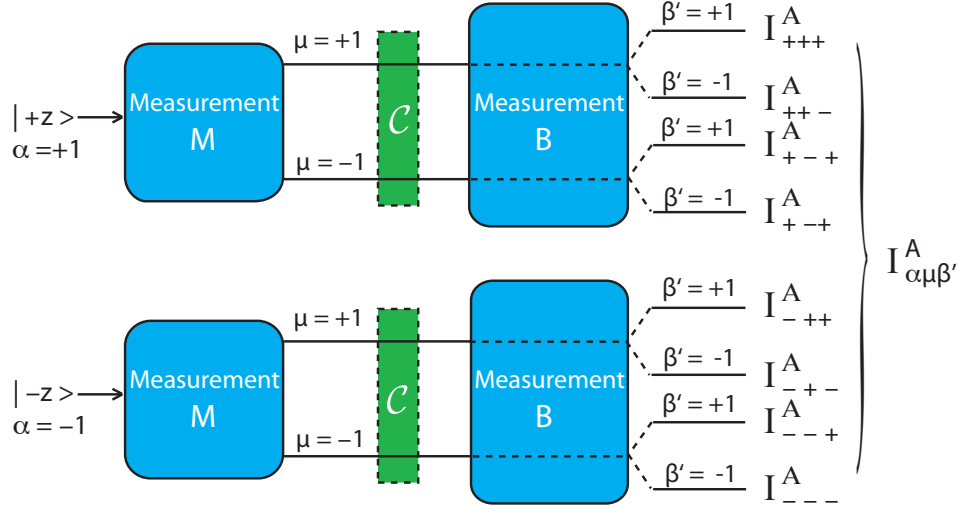 | +z >
α =+1
Measurement
M
μ = +1
μ = −1
C
Measurement
B
β‘ = +1
I^A_{+++}
β‘ = -1
I^A_{++ -}
β‘ = +1
I^A_{+ - +}
β‘ = -1
I^A_{+ -+}
| −z >
α = −1
Measurement
M
μ = +1
μ = −1
C
Measurement
B
β‘ = +1
I^A_{- ++}
β‘ = -1
I^A_{- + -}
β‘ = +1
I^A_{- - +}
β‘ = -1
I^A_{- - -}
I^A_{αμβ'}